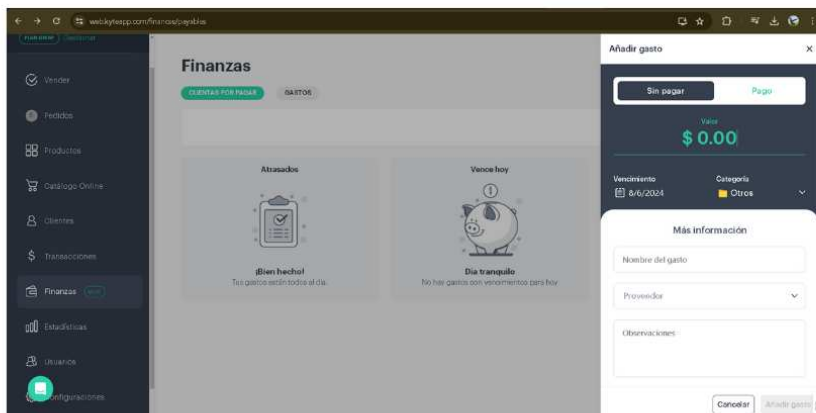 web.kyteapp.com/finances/payables
Añadir gasto
Finanzas
Vender
Sin pagar
Pago
CUENTAS POR PAGAR
GASTOS
Pedidos
Valor
$ 0.00
Productos
Atrasados
Vence hoy
Vencimiento
Categoría
8/6/2024
Otros
Catálogo Online
Clientes
Más información
Transacciones
Nombre del gasto
¡Bien hecho!
Día tranquilo
Tus gastos están todos al día.
No hay gastos con vencimientos para hoy
Finanzas
Proveedor
Estadísticas
Observaciones
Usuarios
Configuraciones
Cancelar
Añadir gasto